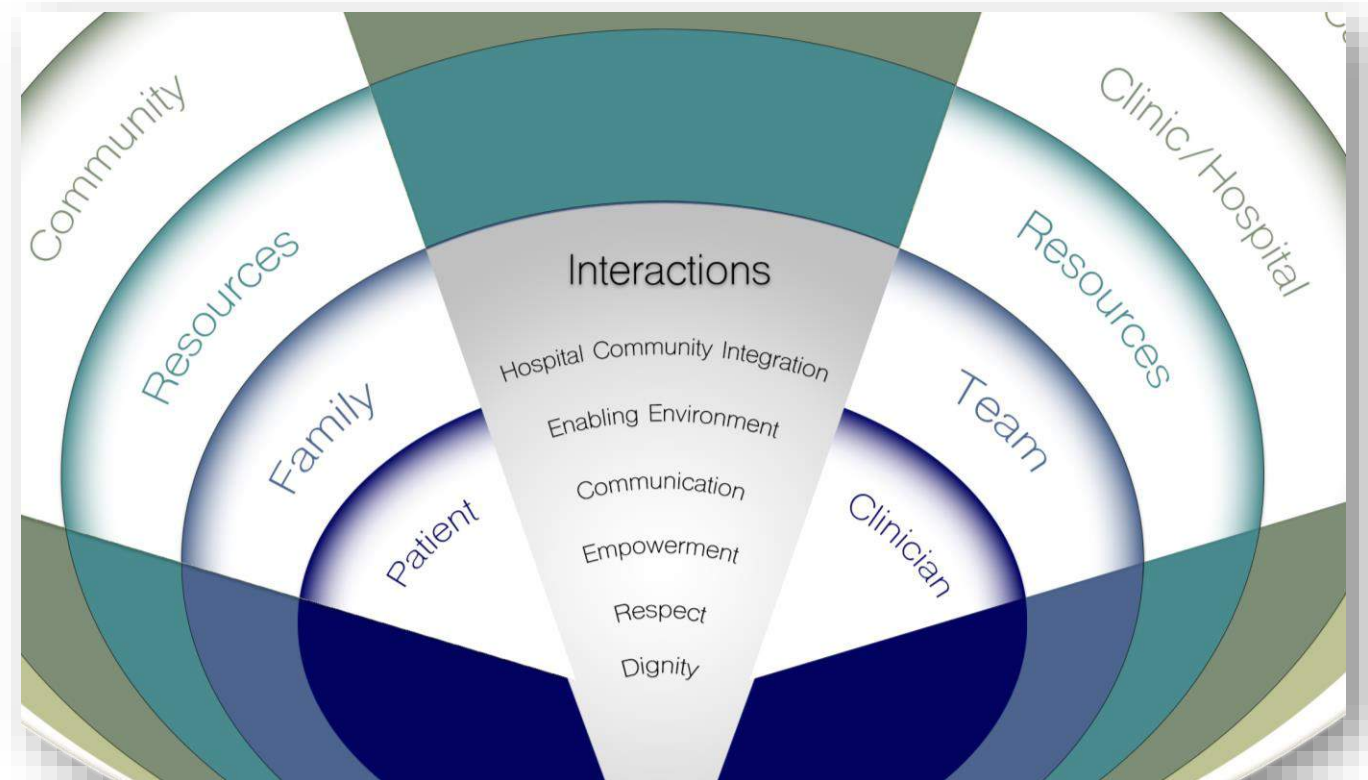 Community
Resources
Family
Patient
Interactions
Hospital Community Integration
Enabling Environment
Communication
Empowerment
Respect
Dignity
Clinic/Hospital
Resources
Team
Clinician